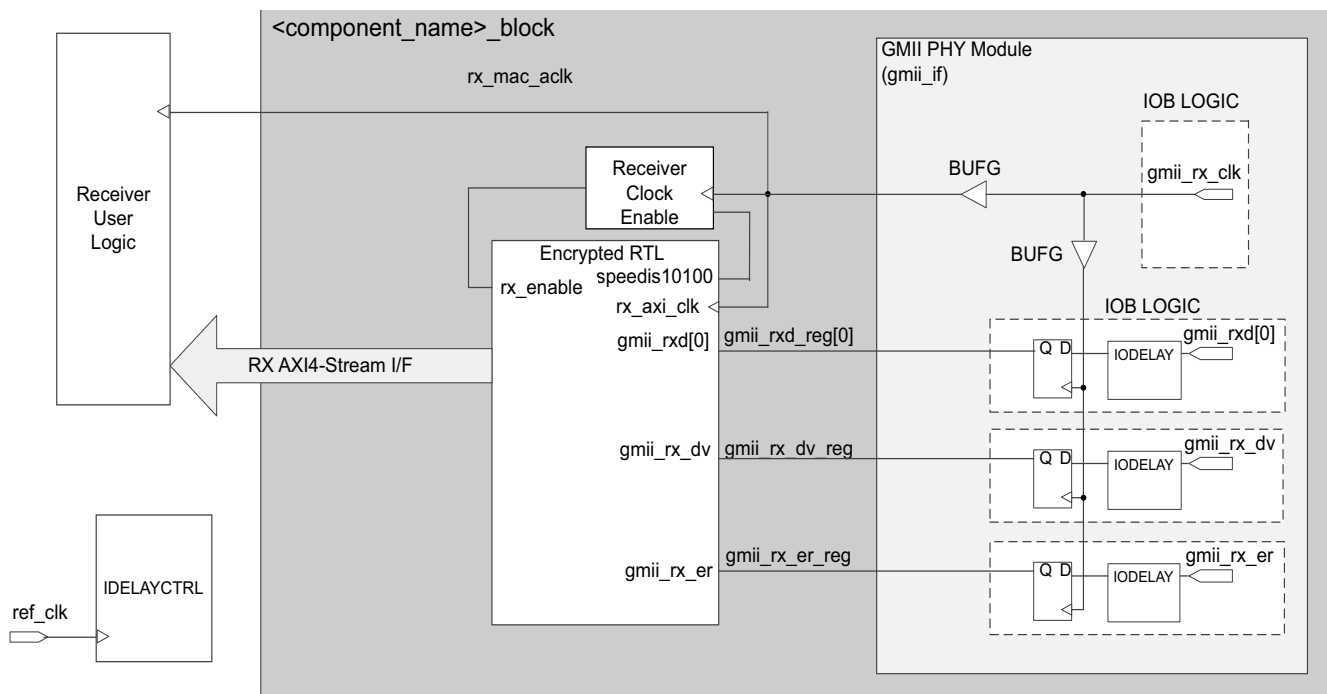 <component_name>_block
GMII PHY Module
(gmii_if)
rx_mac_aclk
IOB LOGIC
Receiver
User
Logic
Receiver
Clock
Enable
BUFG
gmii_rx_clk
BUFG
Encrypted RTL
speedis10100
rx_enable
rx_axi_clk
IOB LOGIC
gmii_rxd[0]
gmii_rxd_reg[0]
Q D
IODELAY
gmii_rxd[0]
RX AXI4-Stream I/F
gmii_rx_dv
gmii_rx_dv_reg
Q D
IODELAY
gmii_rx_dv
gmii_rx_er
gmii_rx_er_reg
Q D
IODELAY
gmii_rx_er
IDELAYCTRL
ref_clk